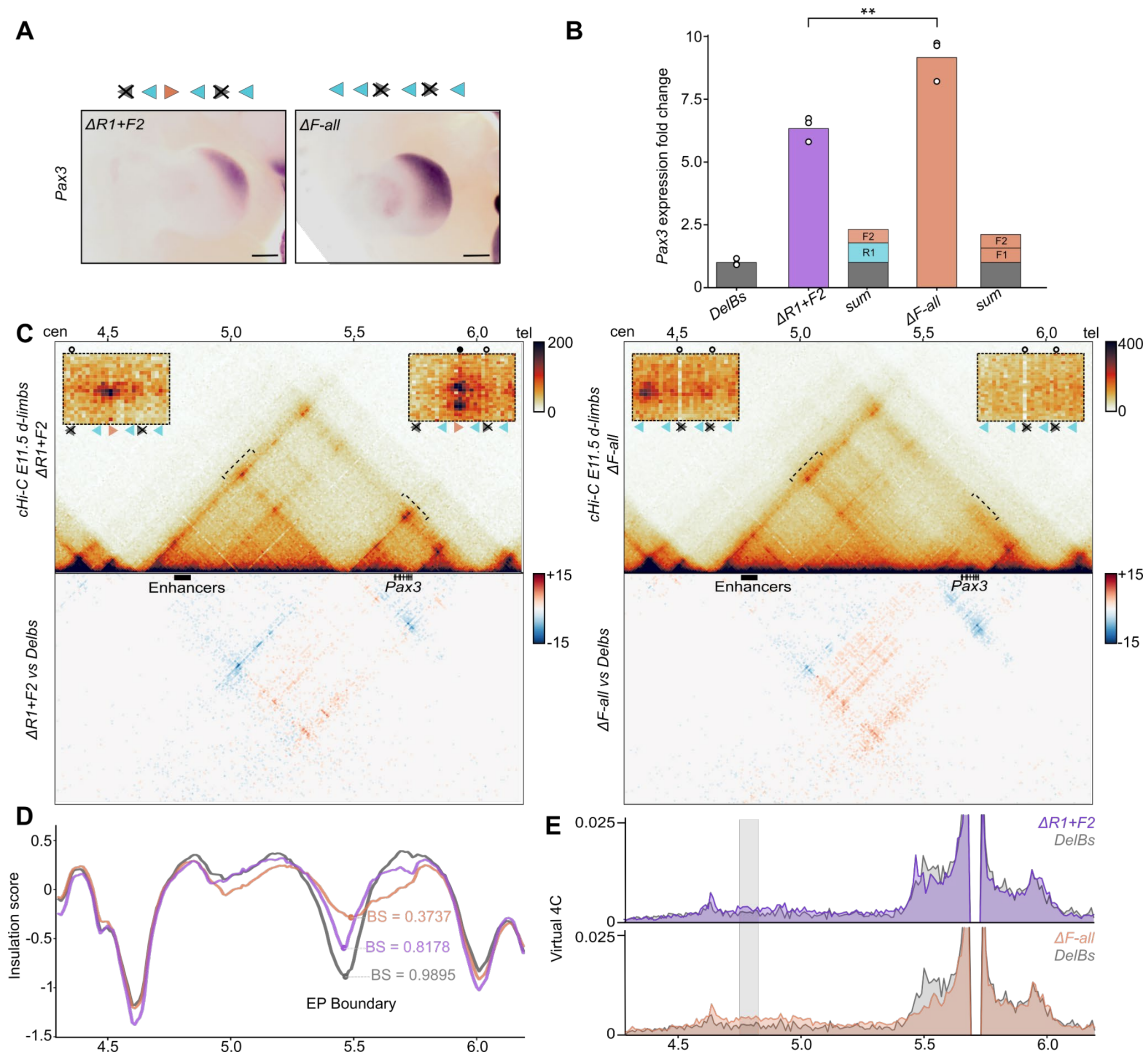 A
ΔR1+F2
ΔF-all
Pax3
B
**
Pax3 expression fold change
10
7.5
5.0
2.5
0
F2
R1
F2
F1
DelBs
ΔR1+F2
sum
ΔF-all
sum
C
cen
4.5
5.0
5.5
6.0
tel
200
0
cHi-C E11.5 d-limbs
ΔR1+F2
Enhancers
Pax3
+15
-15
ΔR1+F2 vs Delbs
cen
4.5
5.0
5.5
6.0
tel
400
0
cHi-C E11.5 d-limbs
ΔF-all
Enhancers
Pax3
+15
-15
ΔF-all vs Delbs
D
Insulation score
0.5
0
-0.5
-1
-1.5
BS = 0.3737
BS = 0.8178
BS = 0.9895
EP Boundary
4.5
5.0
5.5
6.0
E
Virtual 4C
0.025
0
ΔR1+F2
DelBs
0.025
0
ΔF-all
DelBs
4.5
5.0
5.5
6.0